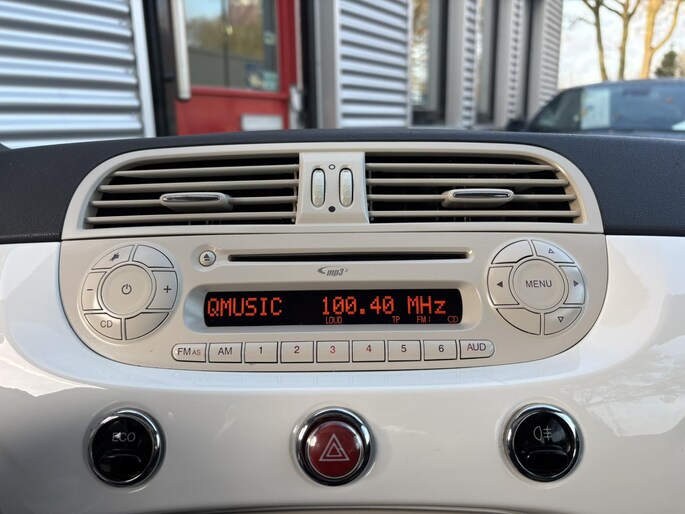 mp3
MENU
CD
QMUSIC 100.40 MHz
LOUD TP FM1 CD
FM AS AM 1 2 3 4 5 6 AUD
ECO